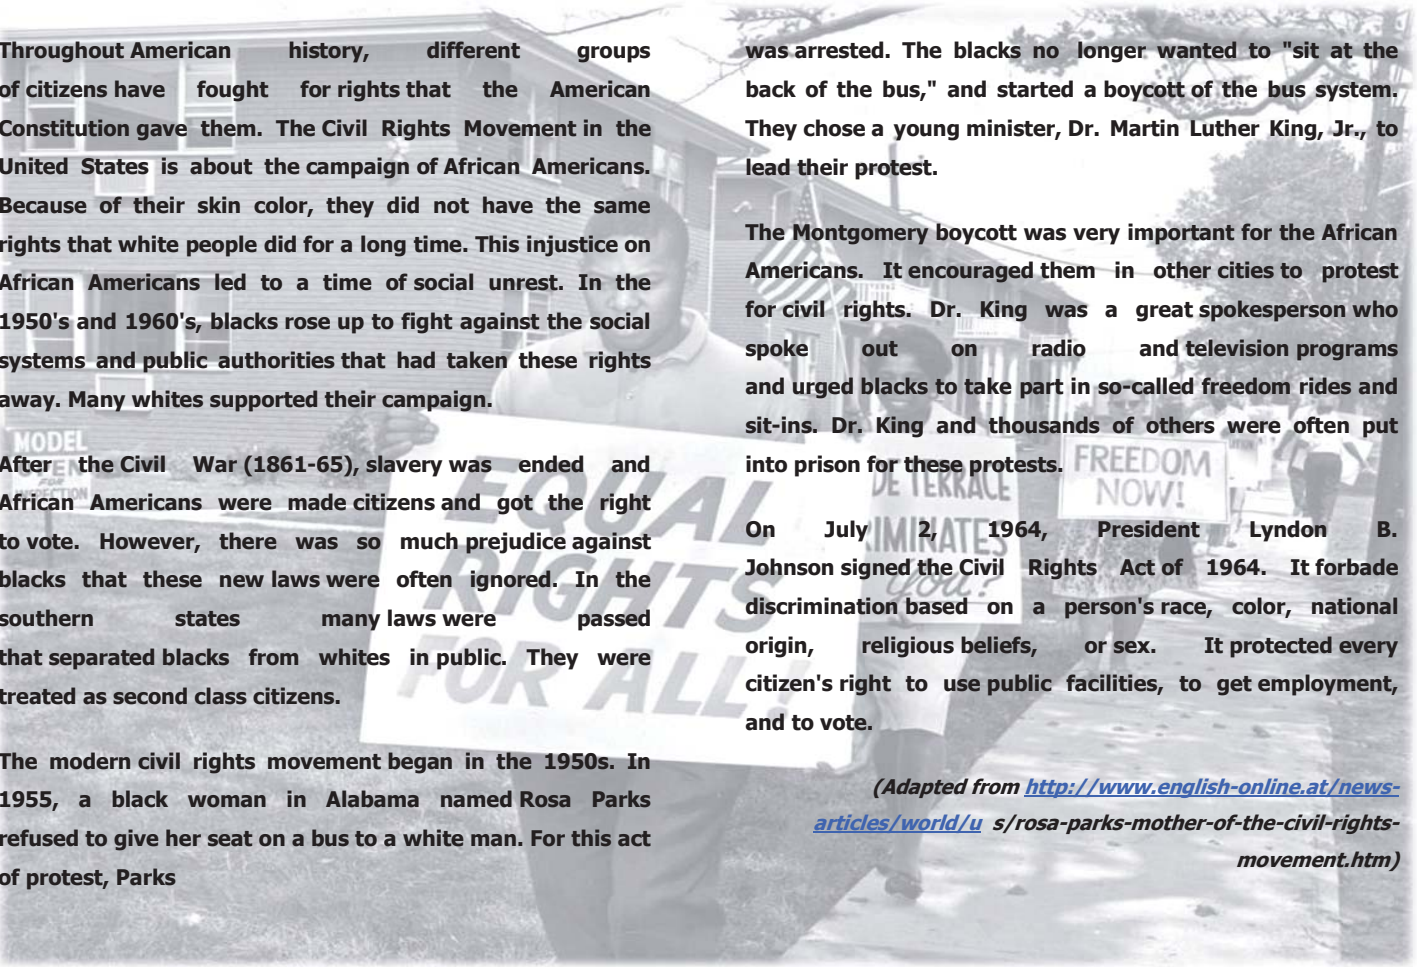 Throughout American history, different groups
of citizens have fought for rights that the American
Constitution gave them. The Civil Rights Movement in the
United States is about the campaign of African Americans.
Because of their skin color, they did not have the same
rights that white people did for a long time. This injustice on
African Americans led to a time of social unrest. In the
1950's and 1960's, blacks rose up to fight against the social
systems and public authorities that had taken these rights
away. Many whites supported their campaign.
After the Civil War (1861-65), slavery was ended and
African Americans were made citizens and got the right
to vote. However, there was so much prejudice against
blacks that these new laws were often ignored. In the
southern states many laws were passed
that separated blacks from whites in public. They were
treated as second class citizens.
The modern civil rights movement began in the 1950s. In
1955, a black woman in Alabama named Rosa Parks
refused to give her seat on a bus to a white man. For this act
of protest, Parks
was arrested. The blacks no longer wanted to "sit at the
back of the bus," and started a boycott of the bus system.
They chose a young minister, Dr. Martin Luther King, Jr., to
lead their protest.
The Montgomery boycott was very important for the African
Americans. It encouraged them in other cities to protest
for civil rights. Dr. King was a great spokesperson who
spoke out on radio and television programs
and urged blacks to take part in so-called freedom rides and
sit-ins. Dr. King and thousands of others were often put
into prison for these protests.
On July 2, 1964, President Lyndon B.
Johnson signed the Civil Rights Act of 1964. It forbade
discrimination based on a person's race, color, national
origin, religious beliefs, or sex. It protected every
citizen's right to use public facilities, to get employment,
and to vote.
(Adapted from http://www.english-online.at/news-
articles/world/u s/rosa-parks-mother-of-the-civil-rights-
movement.htm)
MODEL
OPEN
FOR
EQUAL
RIGHTS
FOR ALL!
DE TERRACE
IMINATES
you?
FREEDOM
NOW!